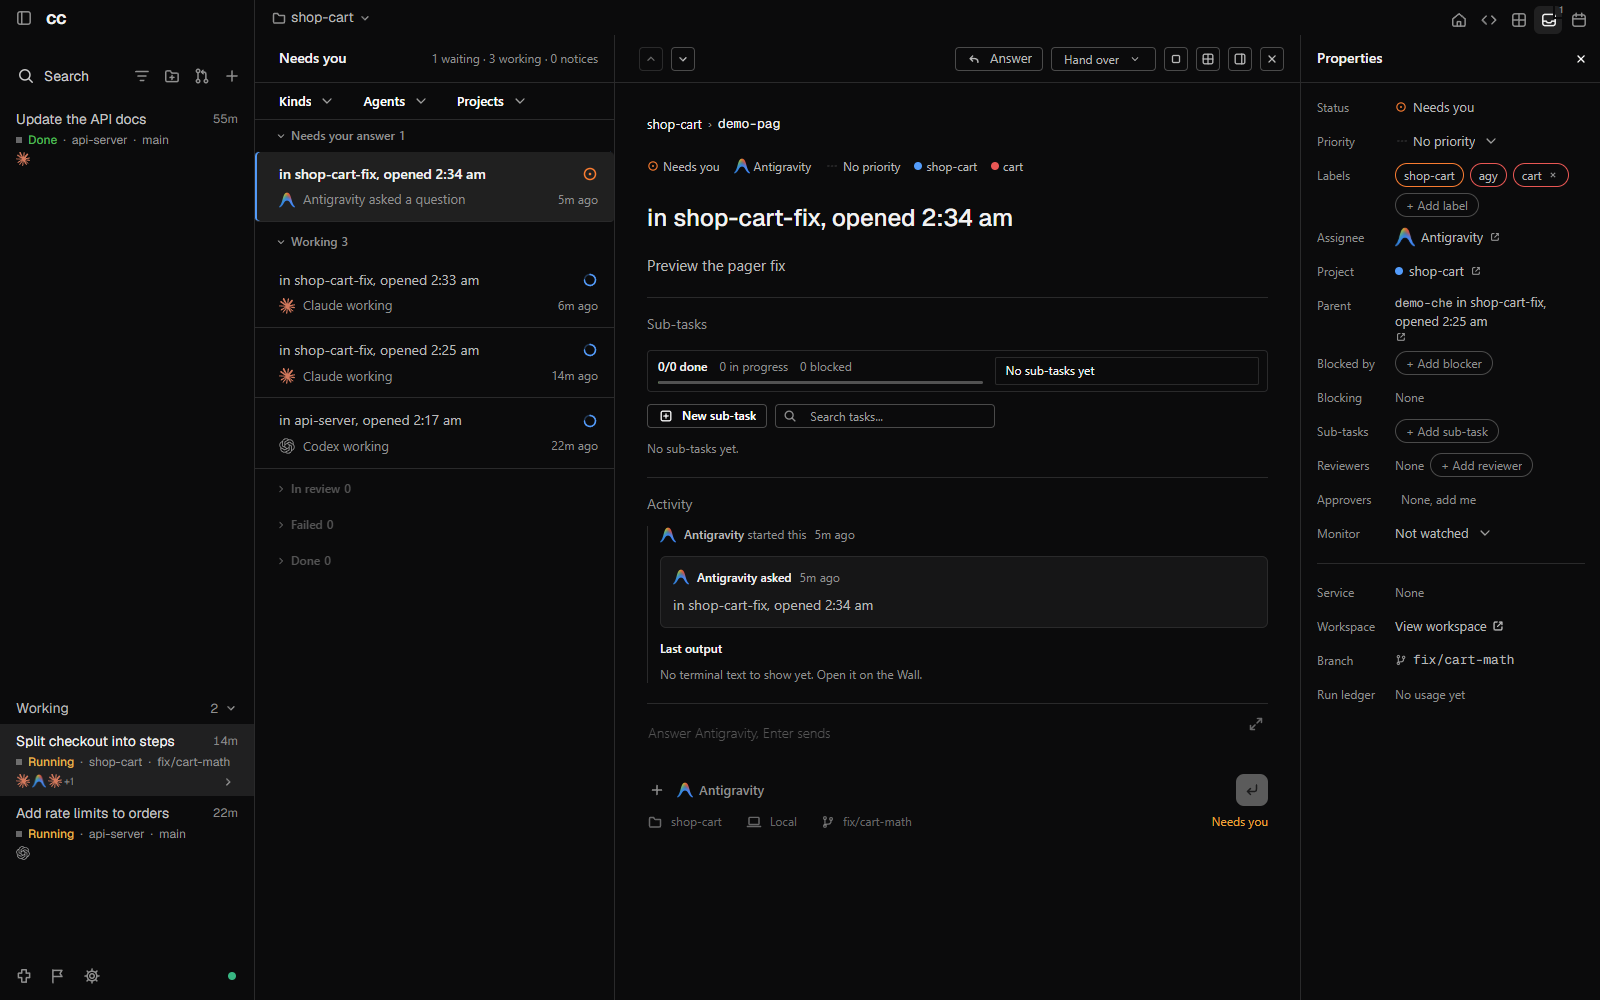 cc
Search
Update the API docs 55m
Done · api-server · main
Working 2
Split checkout into steps 14m
Running · shop-cart · fix/cart-math
+1
Add rate limits to orders 22m
Running · api-server · main
shop-cart
1
Needs you 1 waiting · 3 working · 0 notices
Kinds Agents Projects
Needs your answer 1
in shop-cart-fix, opened 2:34 am
Antigravity asked a question 5m ago
Working 3
in shop-cart-fix, opened 2:33 am
Claude working 6m ago
in shop-cart-fix, opened 2:25 am
Claude working 14m ago
in api-server, opened 2:17 am
Codex working 22m ago
In review 0
Failed 0
Done 0
Answer Hand over
shop-cart › demo-pag
Needs you Antigravity No priority shop-cart cart
in shop-cart-fix, opened 2:34 am
Preview the pager fix
Sub-tasks
0/0 done 0 in progress 0 blocked No sub-tasks yet
New sub-task Search tasks...
No sub-tasks yet.
Activity
Antigravity started this 5m ago
Antigravity asked 5m ago
in shop-cart-fix, opened 2:34 am
Last output
No terminal text to show yet. Open it on the Wall.
Answer Antigravity, Enter sends
Antigravity
shop-cart Local fix/cart-math Needs you
Properties
Status Needs you
Priority No priority
Labels shop-cart agy cart ×
+ Add label
Assignee Antigravity
Project shop-cart
Parent demo-che in shop-cart-fix,
opened 2:25 am
Blocked by + Add blocker
Blocking None
Sub-tasks + Add sub-task
Reviewers None + Add reviewer
Approvers None, add me
Monitor Not watched
Service None
Workspace View workspace
Branch fix/cart-math
Run ledger No usage yet